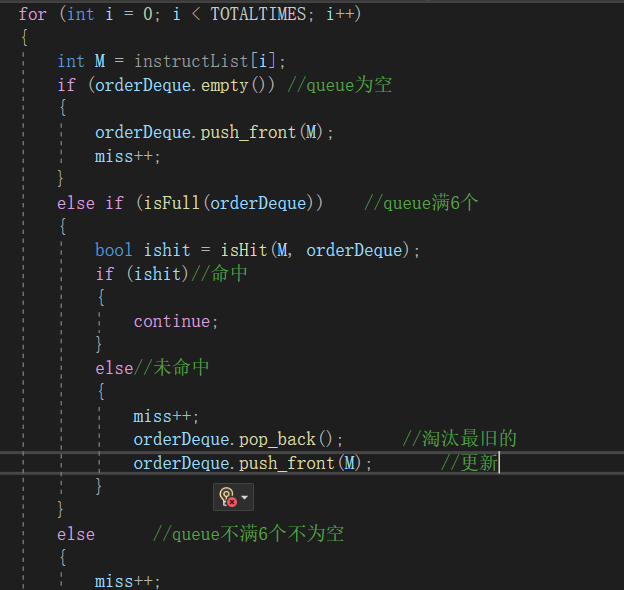 for (int i = 0; i < TOTALTIMES; i++)
{
int M = instructList[i];
if (orderDeque.empty()) //queue为空
{
orderDeque.push_front(M);
miss++;
}
else if (isFull(orderDeque)) //queue满6个
{
bool ishit = isHit(M, orderDeque);
if (ishit)//命中
{
continue;
}
else//未命中
{
miss++;
orderDeque.pop_back(); //淘汰最旧的
orderDeque.push_front(M); //更新
}
}
else //queue不满6个不为空
{
miss++;